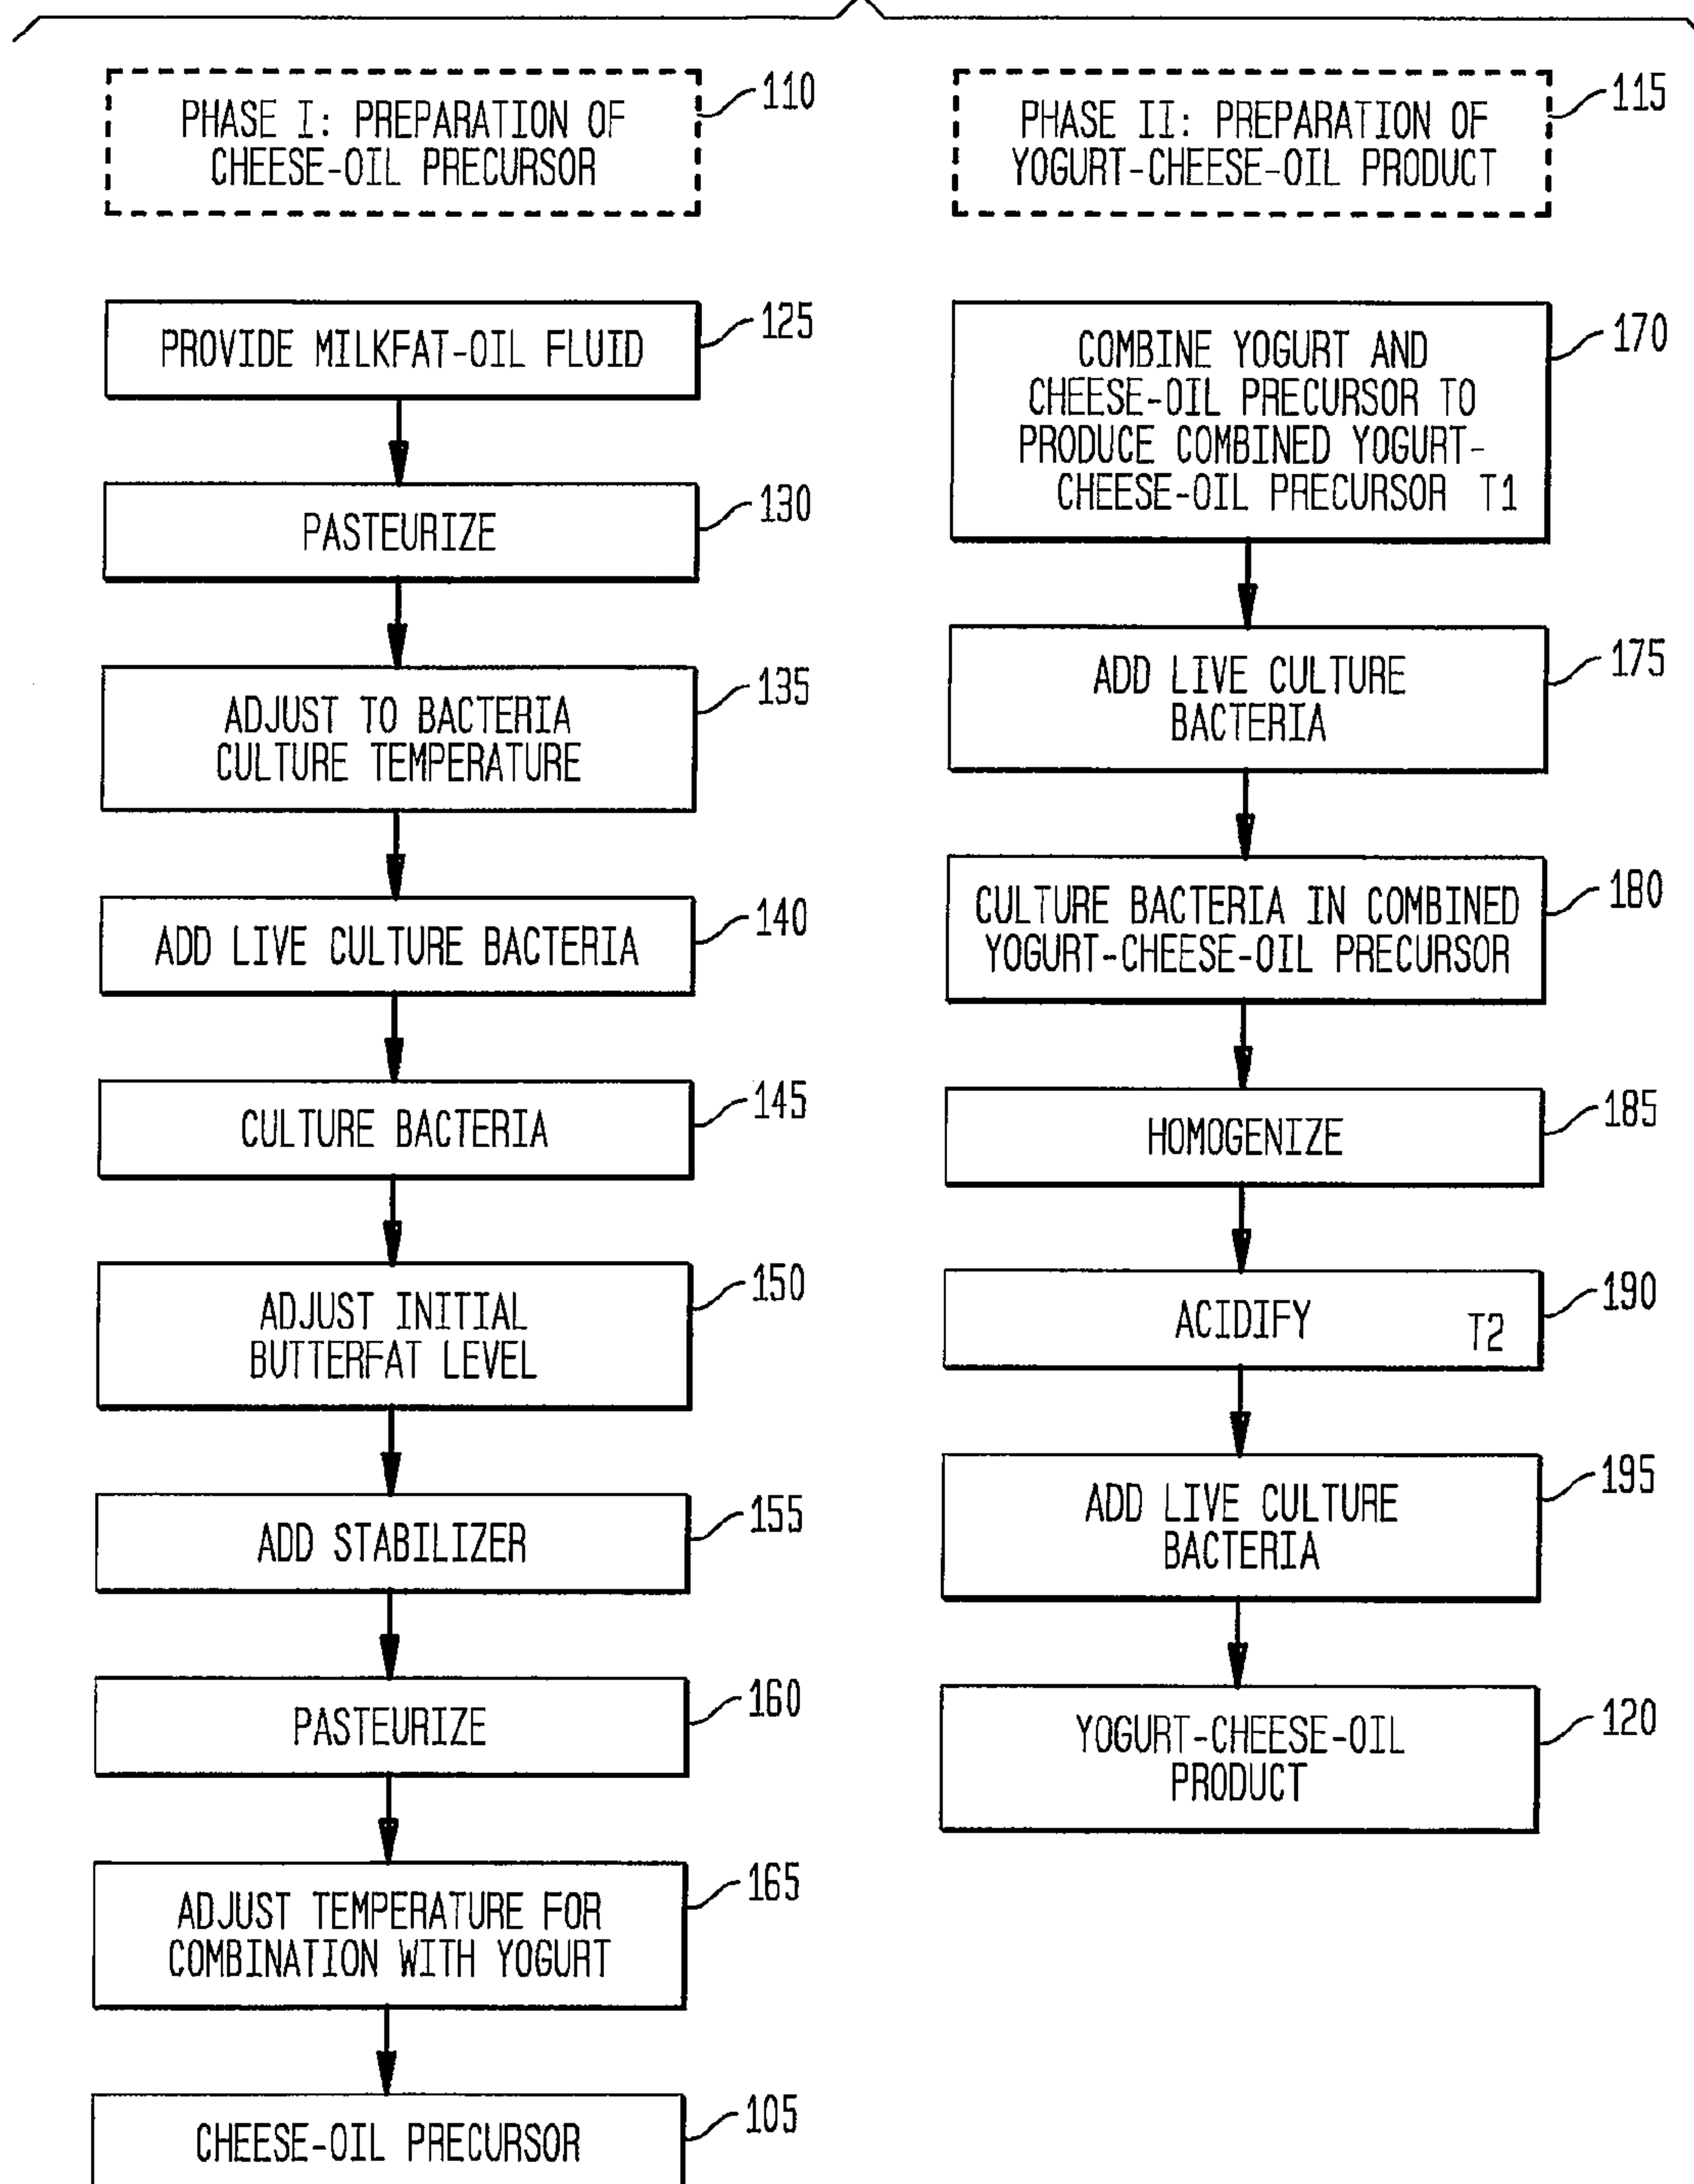 PHASE I: PREPARATION OF
CHEESE-OIL PRECURSOR
110
PROVIDE MILKFAT-OIL FLUID
125
PASTEURIZE
130
ADJUST TO BACTERIA
CULTURE TEMPERATURE
135
ADD LIVE CULTURE BACTERIA
140
CULTURE BACTERIA
145
ADJUST INITIAL
BUTTERFAT LEVEL
150
ADD STABILIZER
155
PASTEURIZE
160
ADJUST TEMPERATURE FOR
COMBINATION WITH YOGURT
165
CHEESE-OIL PRECURSOR
105
PHASE II: PREPARATION OF
YOGURT-CHEESE-OIL PRODUCT
115
COMBINE YOGURT AND
CHEESE-OIL PRECURSOR TO
PRODUCE COMBINED YOGURT-
CHEESE-OIL PRECURSOR T1
170
ADD LIVE CULTURE
BACTERIA
175
CULTURE BACTERIA IN COMBINED
YOGURT-CHEESE-OIL PRECURSOR
180
HOMOGENIZE
185
ACIDIFY T2
190
ADD LIVE CULTURE
BACTERIA
195
YOGURT-CHEESE-OIL
PRODUCT
120